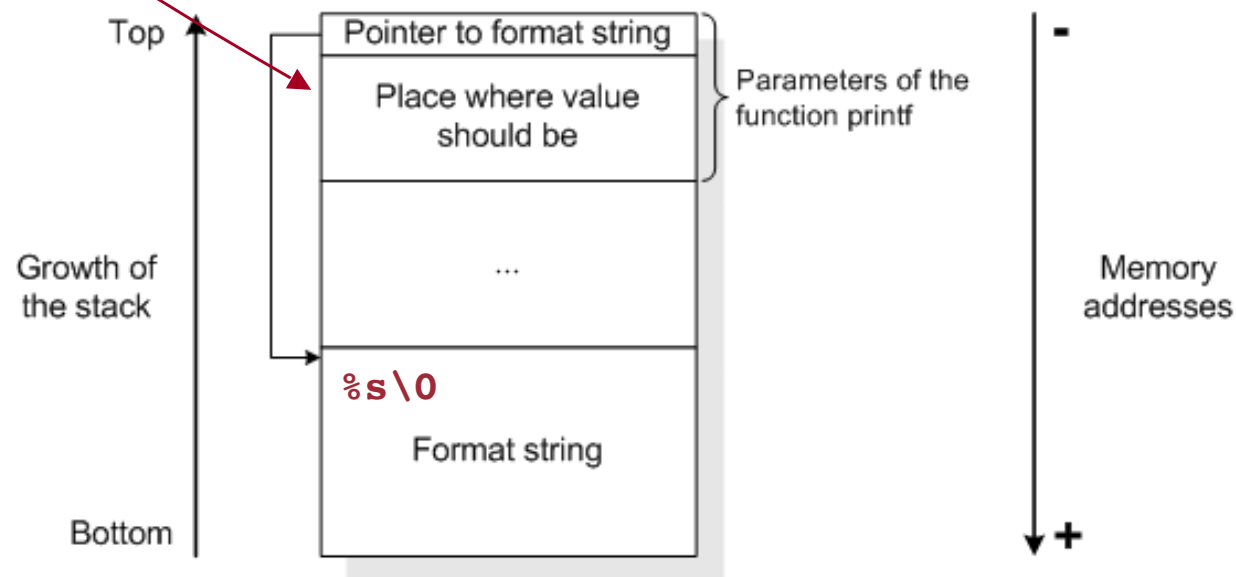 Top
Pointer to format string
-
Place where value
should be
Parameters of the
function printf
Growth of
the stack
...
Memory
addresses
%s\0
Format string
Bottom
+